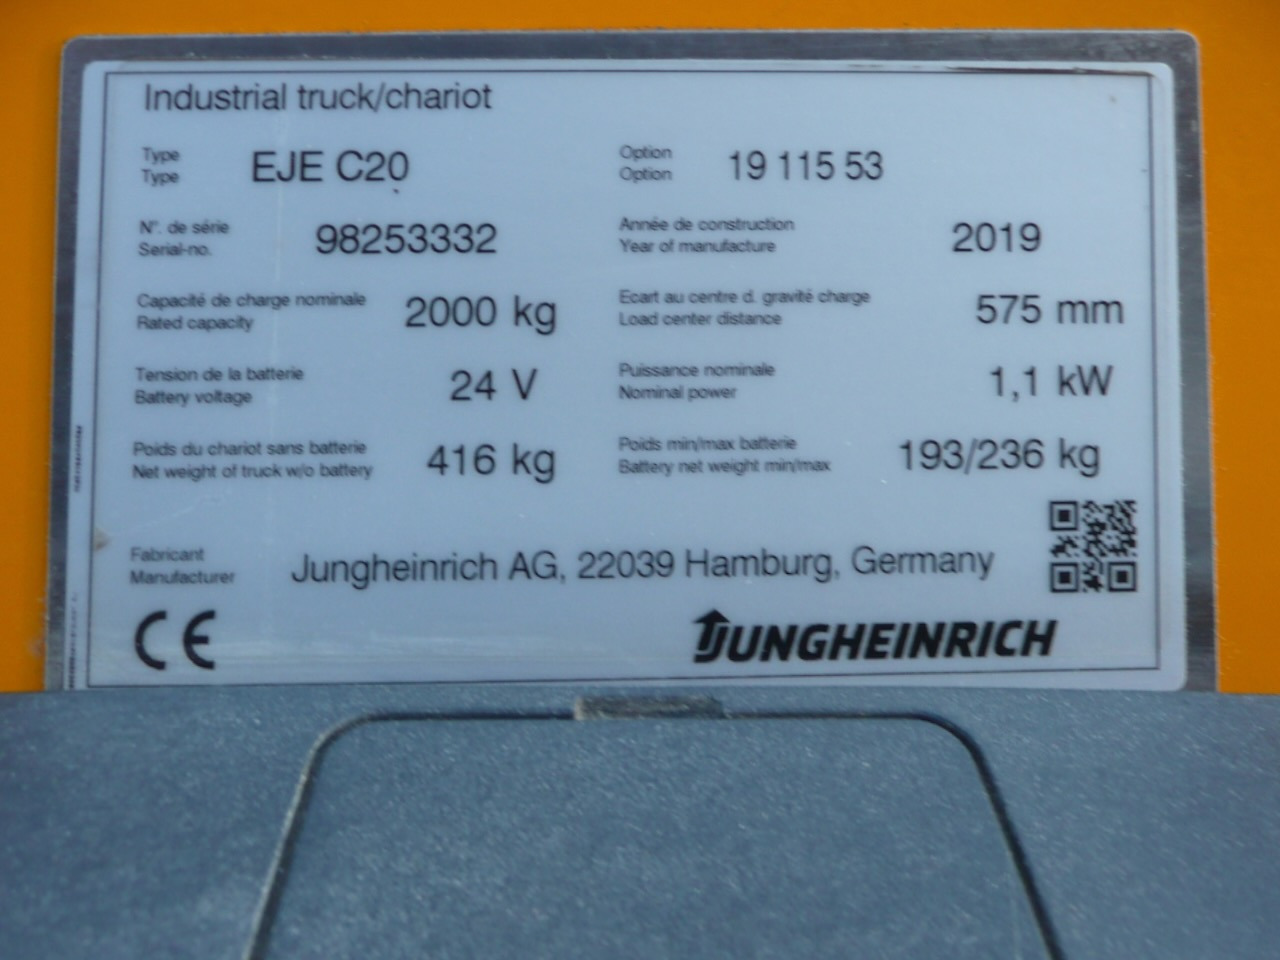 Industrial truck/chariot
Type
Type
EJE C20
Option
Option
19 115 53
N°. de série
Serial-no.
98253332
Année de construction
Year of manufacture
2019
Capacité de charge nominale
Rated capacity
2000 kg
Ecart au centre d. gravité charge
Load center distance
575 mm
Tension de la batterie
Battery voltage
24 V
Puissance nominale
Nominal power
1,1 kW
Poids du chariot sans batterie
Net weight of truck w/o battery
416 kg
Poids min/max batterie
Battery net weight min/max
193/236 kg
Fabricant
Manufacturer
Jungheinrich AG, 22039 Hamburg, Germany
CE
JUNGHEINRICH